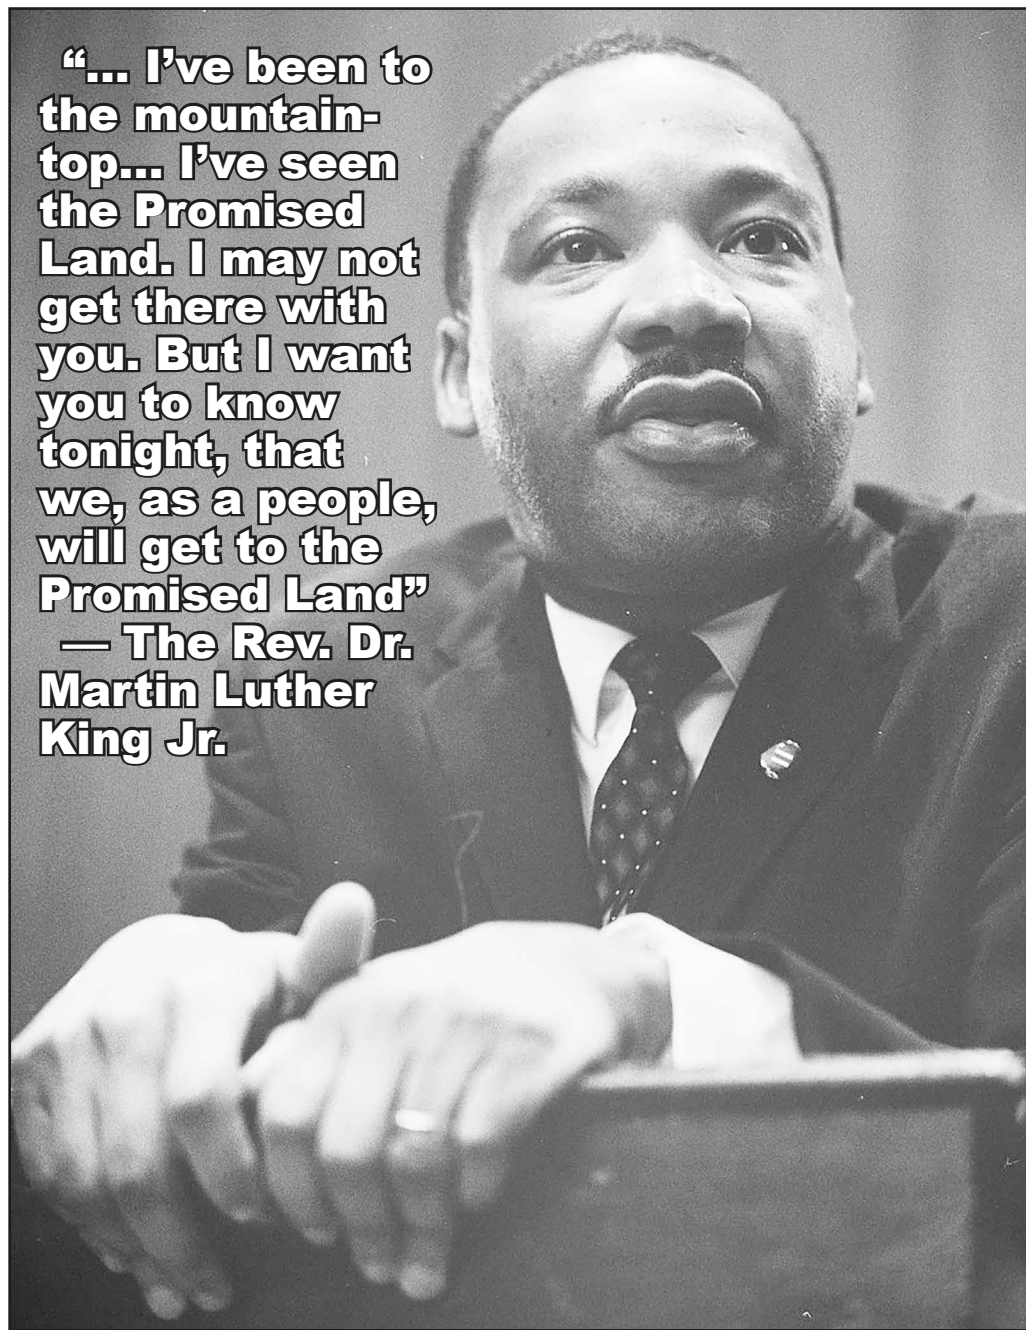 “... I’ve been to
the mountain-
top... I’ve seen
the Promised
Land. I may not
get there with
you. But I want
you to know
tonight, that
we, as a people,
will get to the
Promised Land”
— The Rev. Dr.
Martin Luther
King Jr.